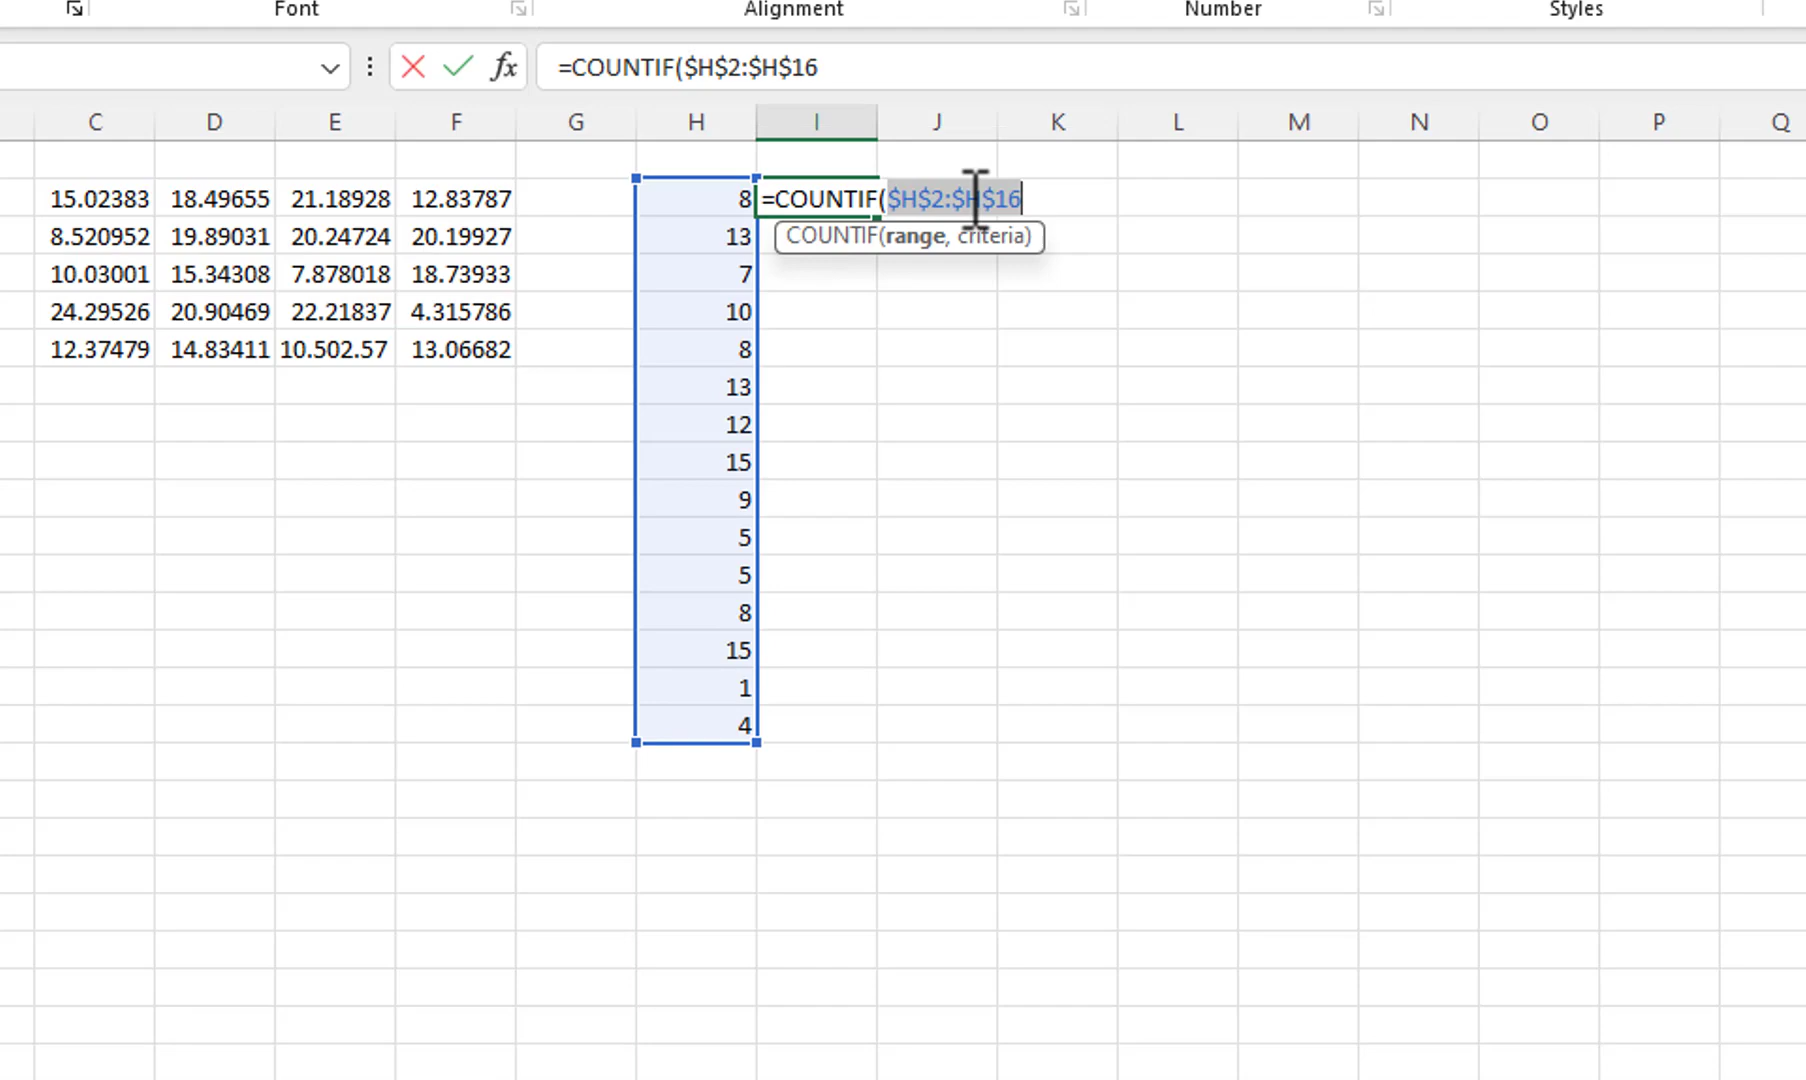 Font Alignment Number Styles
fx =COUNTIF($H$2:$H$16
C D E F G H I J K L M N O P Q
15.02383 18.49655 21.18928 12.83787 8 =COUNTIF($H$2:$H$16
8.520952 19.89031 20.24724 20.19927 13 COUNTIF(range, criteria)
10.03001 15.34308 7.878018 18.73933 7
24.29526 20.90469 22.21837 4.315786 10
12.37479 14.83411 10.502.57 13.06682 8
13
12
15
9
5
5
8
15
1
4